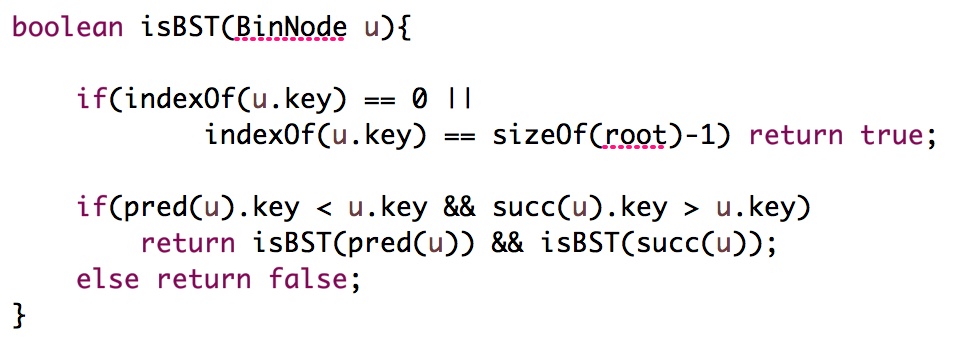 boolean isBST(BinNode u){
if(indexOf(u.key) == 0 ||
indexOf(u.key) == sizeOf(root)-1) return true;
if(pred(u).key < u.key && succ(u).key > u.key)
return isBST(pred(u)) && isBST(succ(u));
else return false;
}